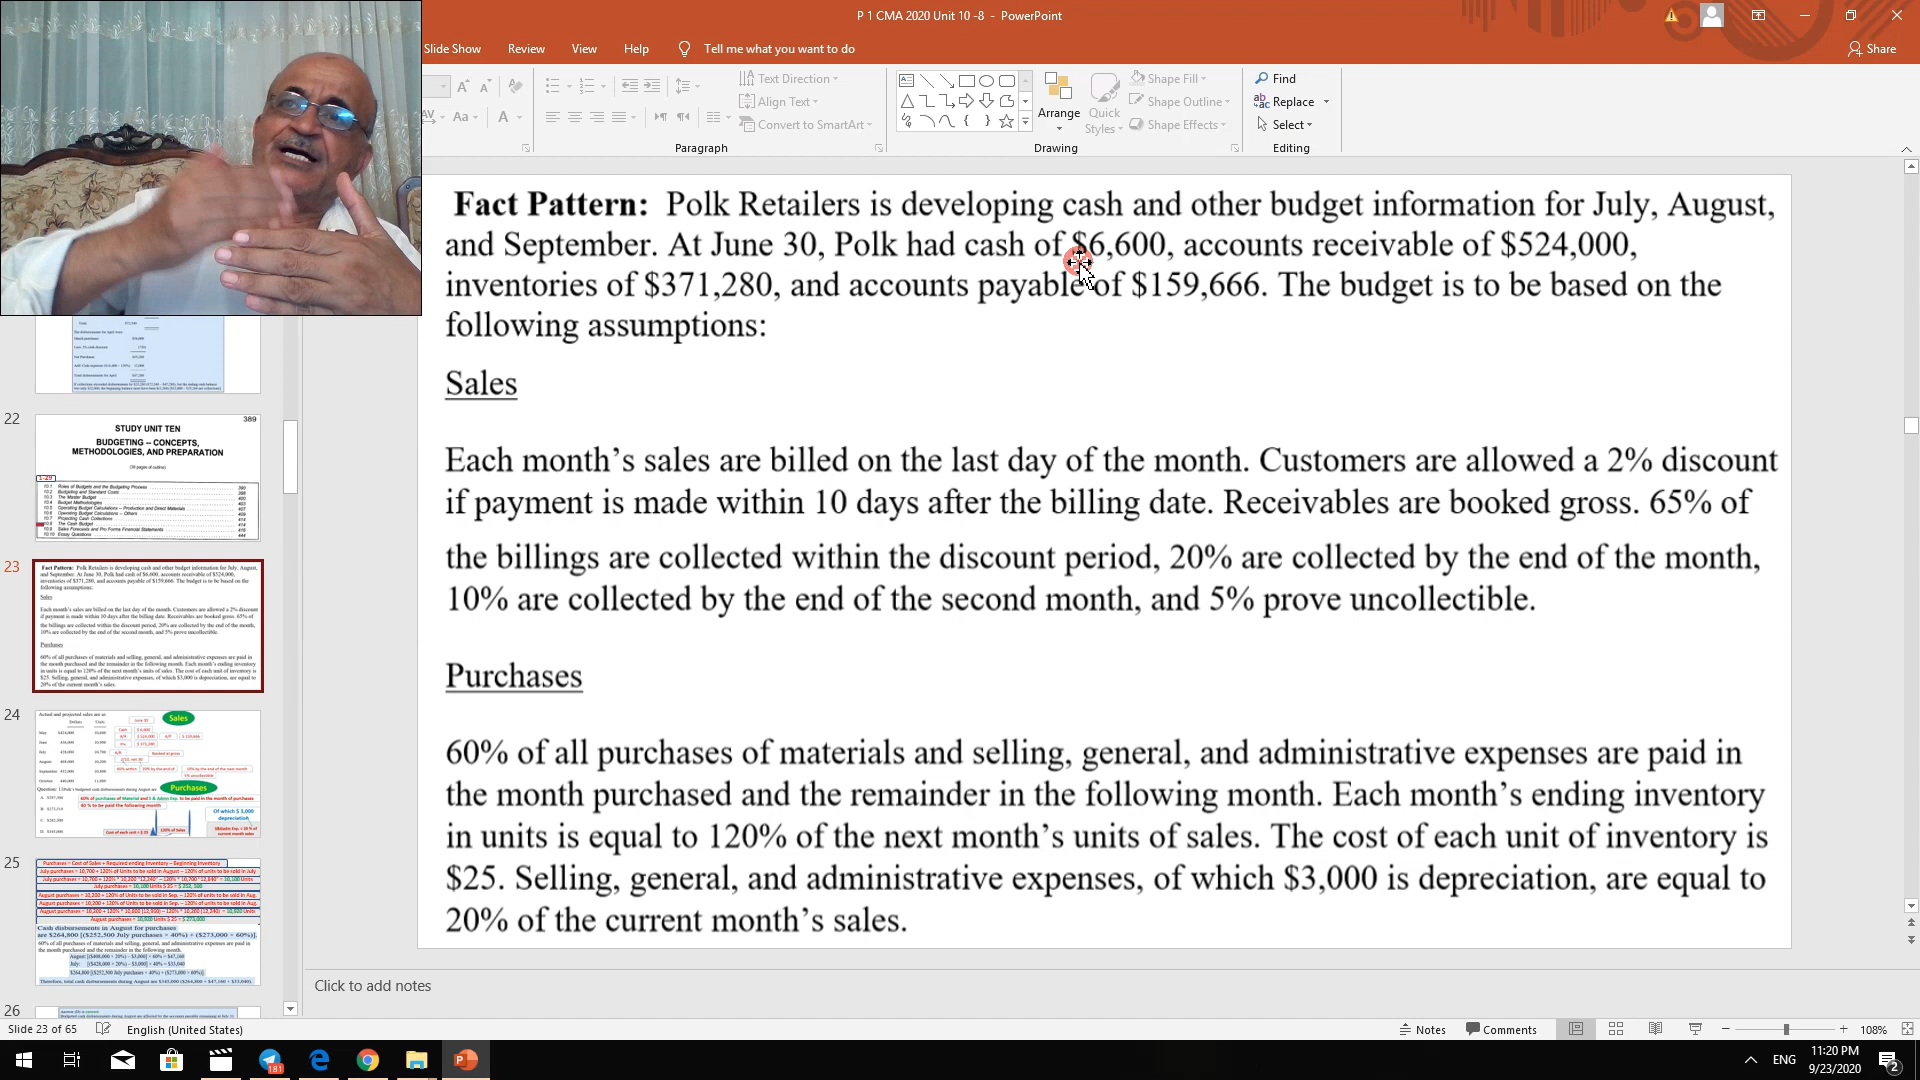 P 1 CMA 2020 Unit 10 -8 - PowerPoint
Slide Show Review View Help Tell me what you want to do
Share
Text Direction
Align Text
Convert to SmartArt
Arrange
Quick
Styles
Shape Fill
Shape Outline
Shape Effects
Find
Replace
Select
Paragraph
Drawing
Editing
Fact Pattern: Polk Retailers is developing cash and other budget information for July, August,
and September. At June 30, Polk had cash of $6,600, accounts receivable of $524,000,
inventories of $371,280, and accounts payable of $159,666. The budget is to be based on the
following assumptions:
Sales
Each month’s sales are billed on the last day of the month. Customers are allowed a 2% discount
if payment is made within 10 days after the billing date. Receivables are booked gross. 65% of
the billings are collected within the discount period, 20% are collected by the end of the month,
10% are collected by the end of the second month, and 5% prove uncollectible.
Purchases
60% of all purchases of materials and selling, general, and administrative expenses are paid in
the month purchased and the remainder in the following month. Each month’s ending inventory
in units is equal to 120% of the next month’s units of sales. The cost of each unit of inventory is
$25. Selling, general, and administrative expenses, of which $3,000 is depreciation, are equal to
20% of the current month’s sales.
22
389
STUDY UNIT TEN
BUDGETING -- CONCEPTS,
METHODOLOGIES, AND PREPARATION
23
24
Sales
Purchases
25
26
Click to add notes
Slide 23 of 65 English (United States)
Notes Comments 108%
181
ENG
11:20 PM
9/23/2020
2